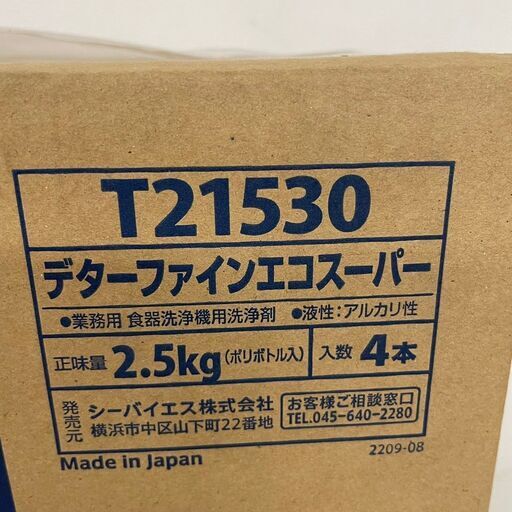 T21530
デターファインエコスーパー
●業務用 食器洗浄機用洗浄剤 ●液性：アルカリ性
正味量 2.5kg（ポリボトル入） 入数 4本
発売元 シーバイエス株式会社
横浜市中区山下町22番地
お客様ご相談窓口
TEL.045-640-2280
Made in Japan 2209-08